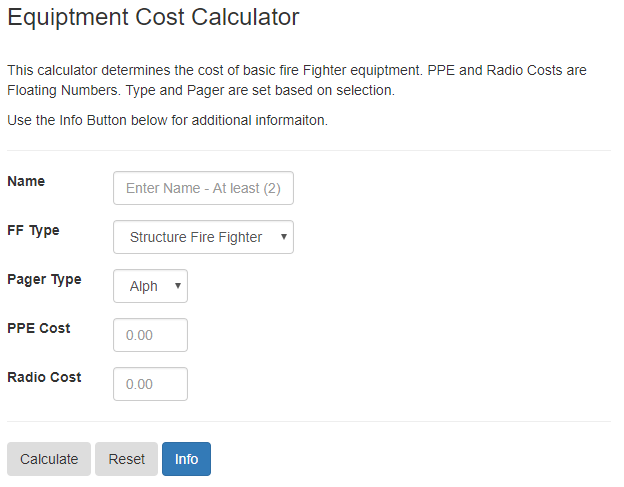 Equiptment Cost Calculator
This calculator determines the cost of basic fire Fighter equiptment. PPE and Radio Costs are
Floating Numbers. Type and Pager are set based on selection.
Use the Info Button below for additional informaiton.
Name
Enter Name - At least (2)
FF Type
Structure Fire Fighter
Pager Type
Alph
PPE Cost
0.00
Radio Cost
0.00
Calculate Reset Info